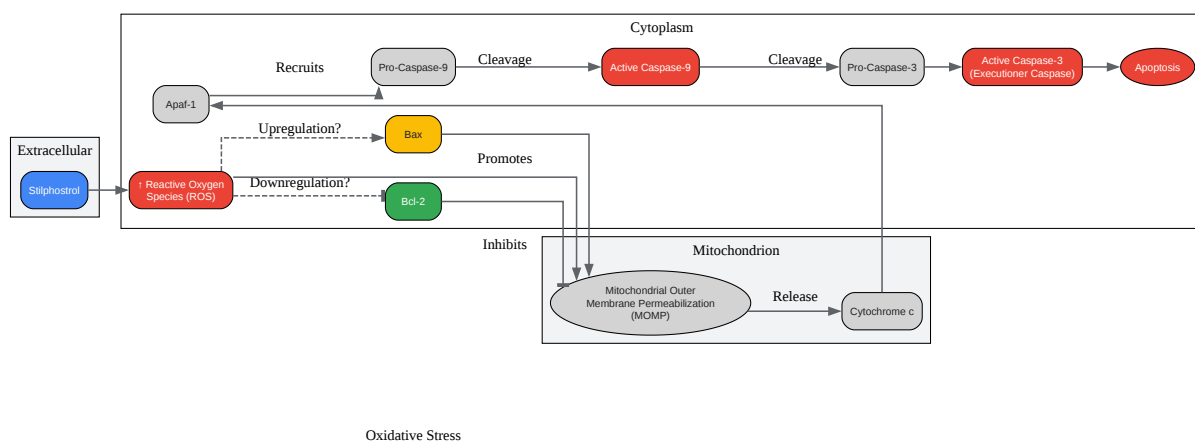 Cytoplasm
Recruits
Pro-Caspase-9
Cleavage
Active Caspase-9
Cleavage
Pro-Caspase-3
Active Caspase-3
(Executioner Caspase)
Apoptosis
Apaf-1
Upregulation?
Bax
Extracellular
Stilphostrol
↑ Reactive Oxygen
Species (ROS)
Downregulation?
Promotes
Bcl-2
Inhibits
Mitochondrion
Mitochondrial Outer
Membrane Permeabilization
(MOMP)
Release
Cytochrome c
Oxidative Stress